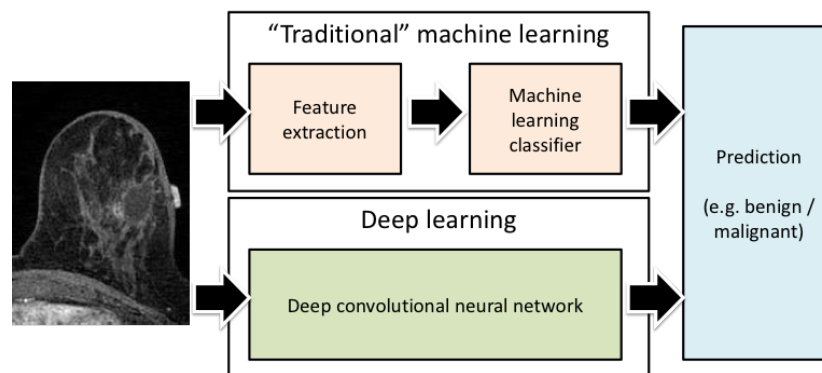 “Traditional” machine learning
Feature
extraction
Machine
learning
classifier
Prediction
(e.g. benign /
malignant)
Deep learning
Deep convolutional neural network